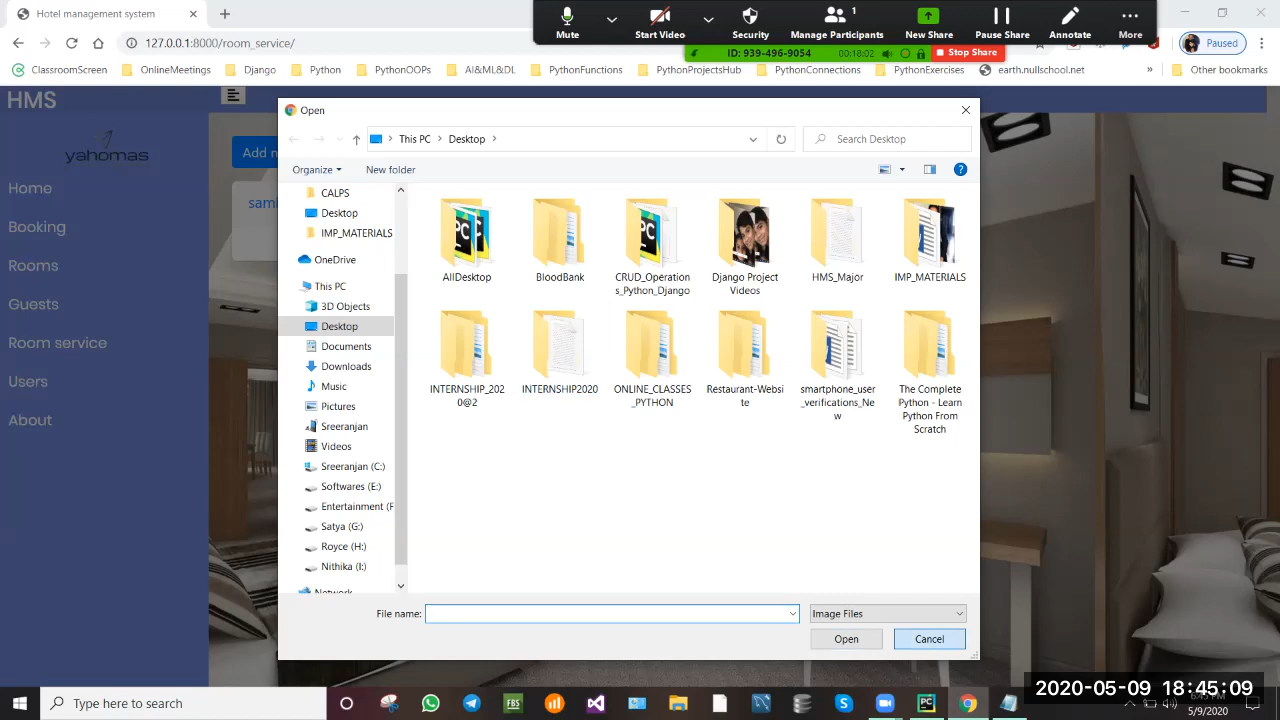 Hotel management system
Mute
Start Video
Security
Manage Participants
1
New Share
Pause Share
Annotate
More
ID: 939-496-9054
00:18:02
Stop Share
127.0.0.1:8000/room_service/
Paused
ClassroomScreen
OnlineMeetings
Django
Python
PythonOOPs
AI&ML&DL
PythonFunctions
PythonProjectsHub
PythonConnections
PythonExercises
earth.nullschool.net
»
Other bookmarks
HMS
yahomas
Home
Booking
Rooms
Guests
Room service
Users
About
Add n
Open
This PC
Desktop
Search Desktop
Organize
New folder
CALPS
Desktop
IMP_MATERIALS
OneDrive
This PC
3D Objects
Desktop
Documents
Downloads
Music
Pictures
Sreeranjan
Videos
Sreeranjan (C:)
Softwares (E:)
Entertainment (F
Satya (G:)
Royce (H:)
Nithika (I:)
Network
AllDesktop
BloodBank
CRUD_Operation
s_Python_Django
Django Project
Videos
HMS_Major
IMP_MATERIALS
INTERNSHIP_202
0@2
INTERNSHIP2020
ONLINE_CLASSES
_PYTHON
Restaurant-Websi
te
smartphone_user
_verifications_Ne
w
The Complete
Python - Learn
Python From
Scratch
File name:
Image Files
Open
Cancel
Type here to search
2020-05-09 18:45:09
5/9/2020